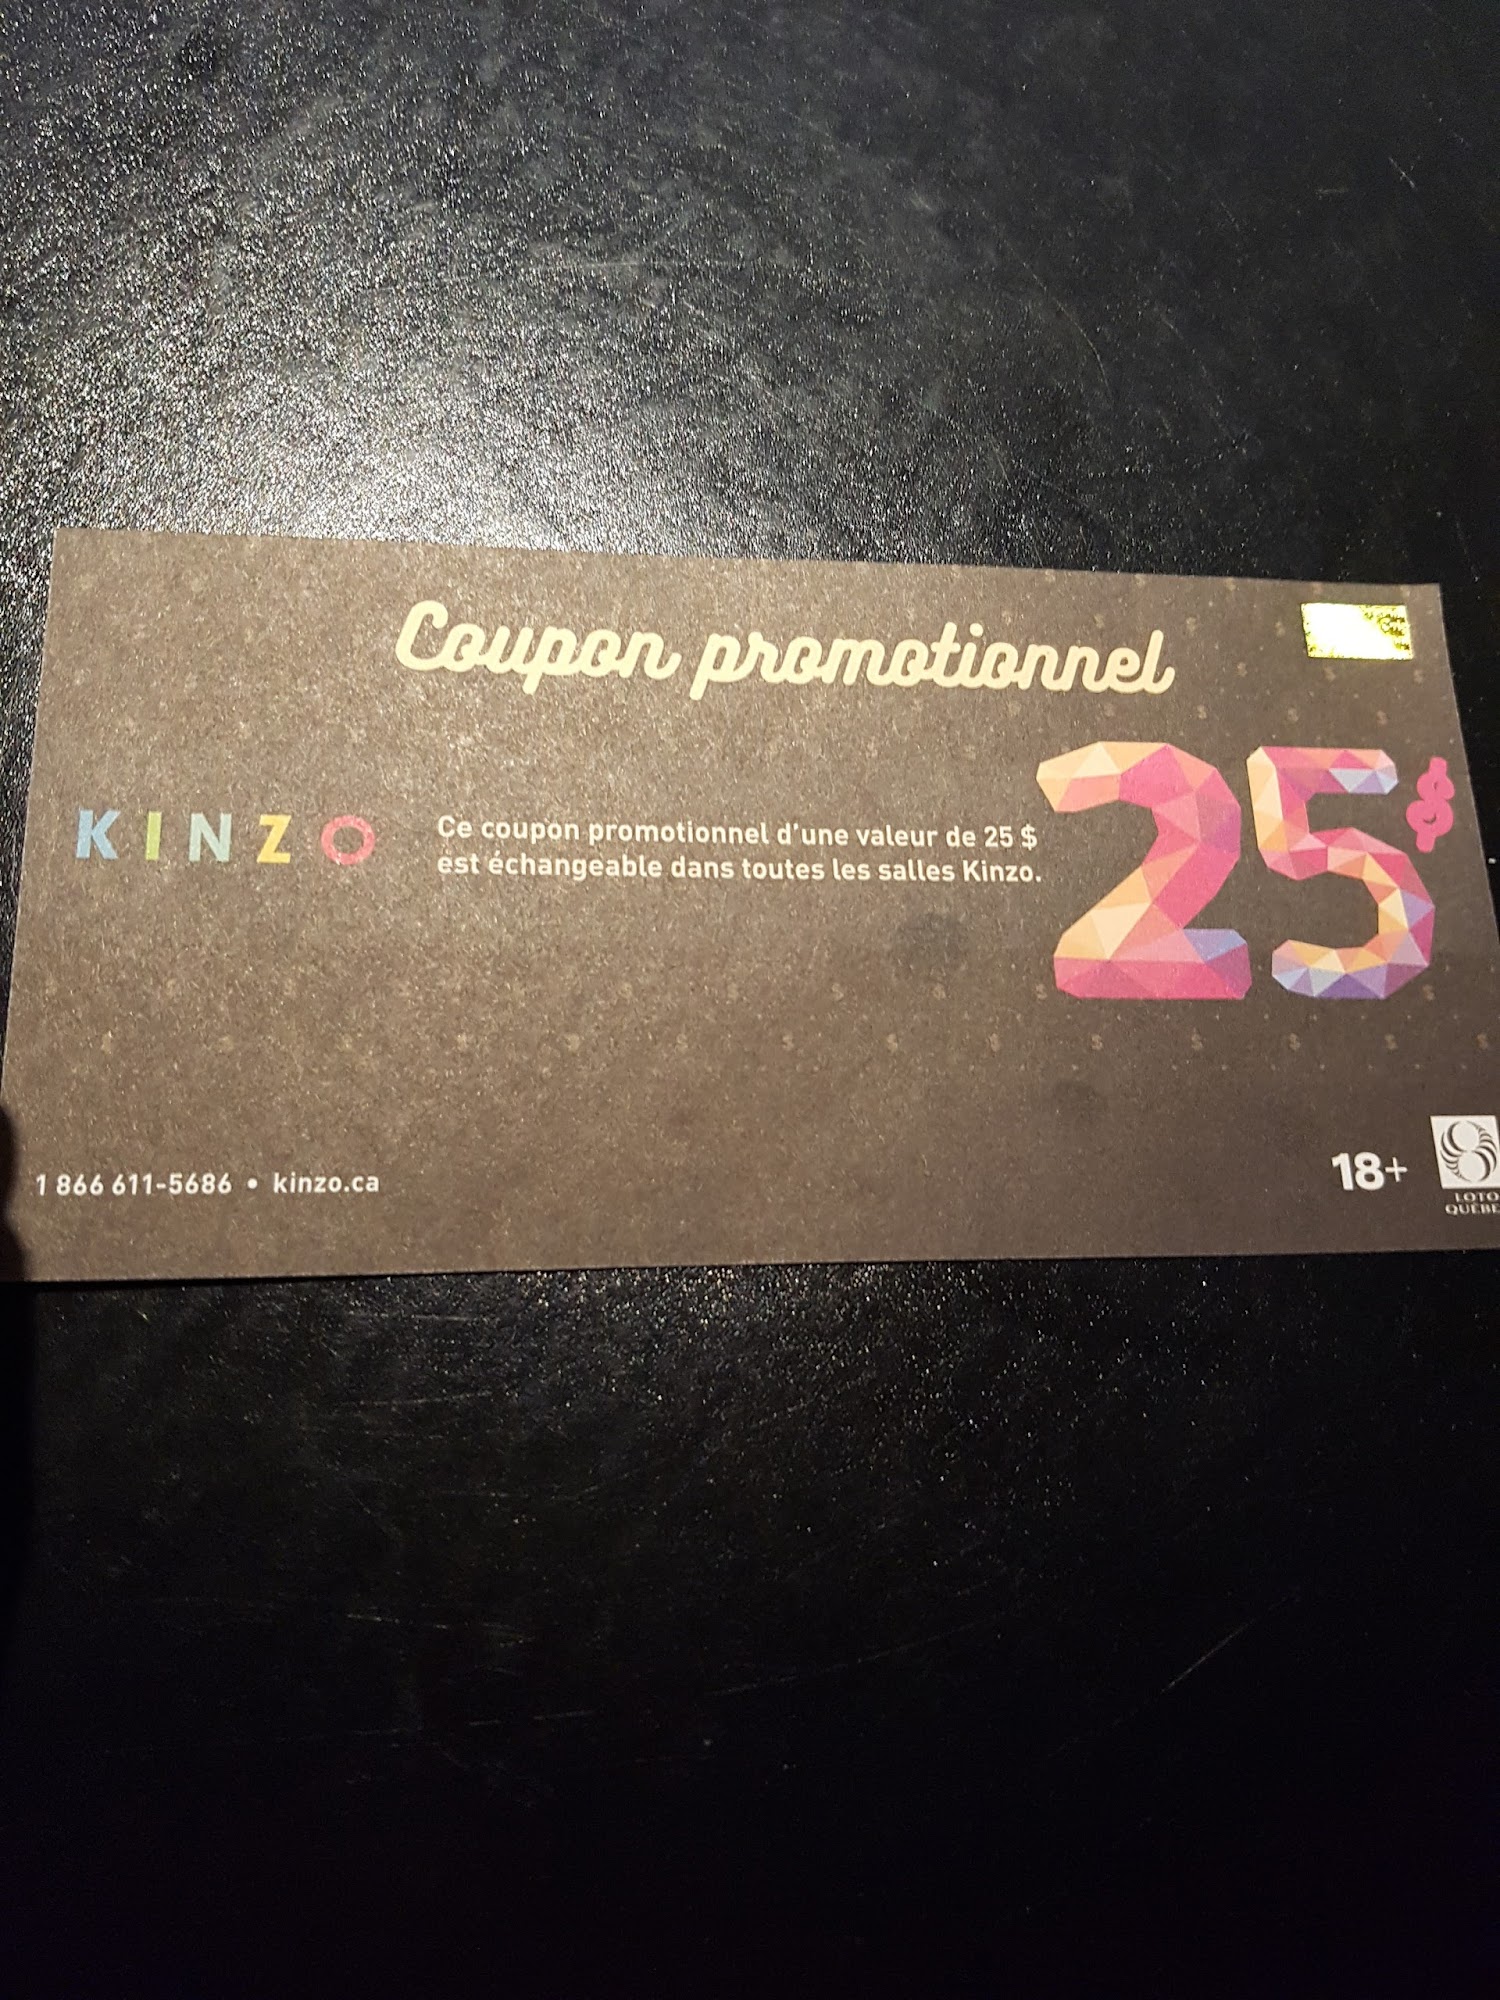 Coupon promotionnel
KINZO
Ce coupon promotionnel d'une valeur de 25 $
est échangeable dans toutes les salles Kinzo.
25$
1 866 611-5686 • kinzo.ca
18+
LOTO
QUÉBE